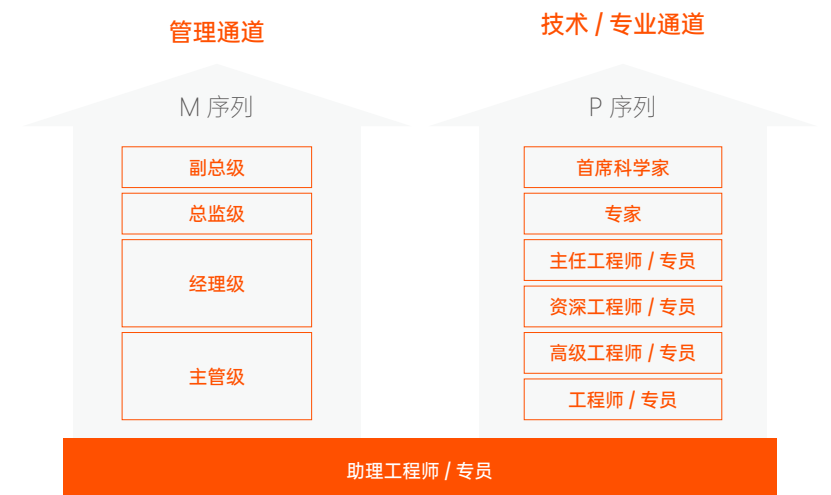 管理通道
M 序列
副总级
总监级
经理级
主管级
技术 / 专业通道
P 序列
首席科学家
专家
主任工程师 / 专员
资深工程师 / 专员
高级工程师 / 专员
工程师 / 专员
助理工程师 / 专员